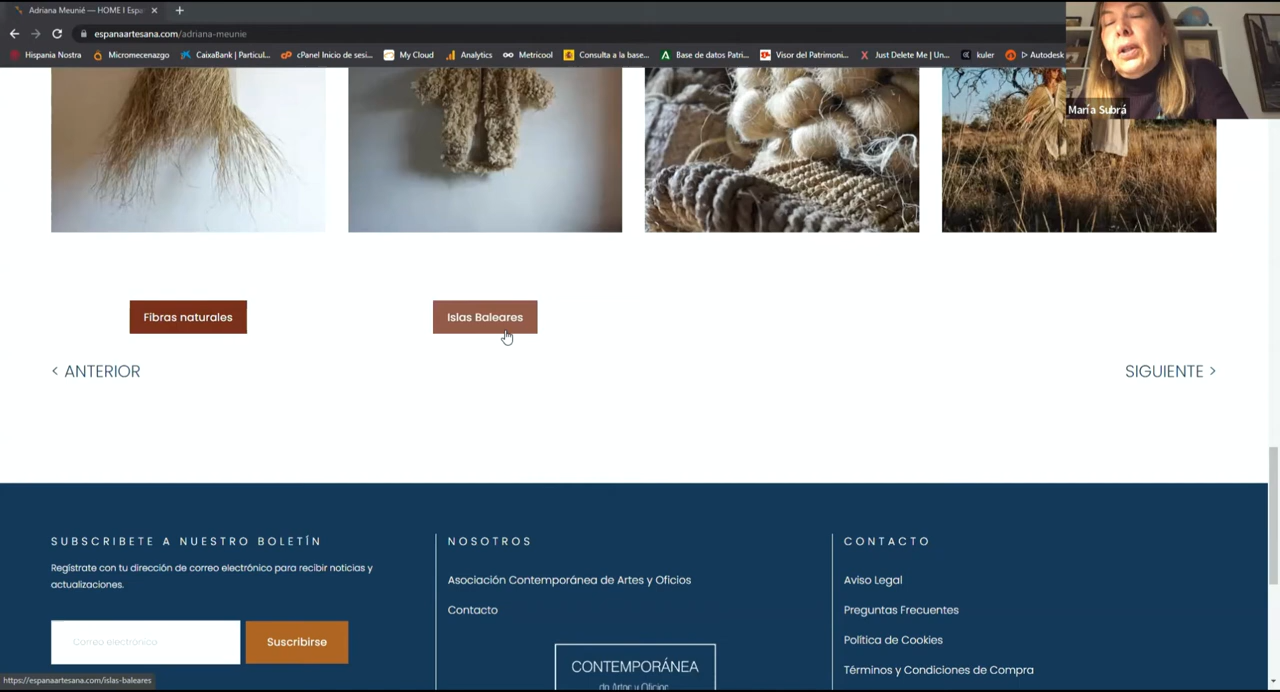 Adriana Meunié — HOME I Espa
espanaartesana.com/adriana-meunie
Hispania Nostra
Micromecenazgo
CaixaBank | Particul...
cPanel Inicio de sesi...
My Cloud
Analytics
Metricool
Consulta a la base...
Base de datos Patri...
Visor del Patrimoni...
Just Delete Me | Un...
kuler
Autodesk
María Subrá
Fibras naturales
Islas Baleares
< ANTERIOR
SIGUIENTE >
SUBSCRIBETE A NUESTRO BOLETÍN
Regístrate con tu dirección de correo electrónico para recibir noticias y
actualizaciones.
Correo electrónico
Suscribirse
NOSOTROS
Asociación Contemporánea de Artes y Oficios
Contacto
CONTEMPORÁNEA
de Artes y Oficios
CONTACTO
Aviso Legal
Preguntas Frecuentes
Política de Cookies
Términos y Condiciones de Compra
https://espanaartesana.com/islas-baleares